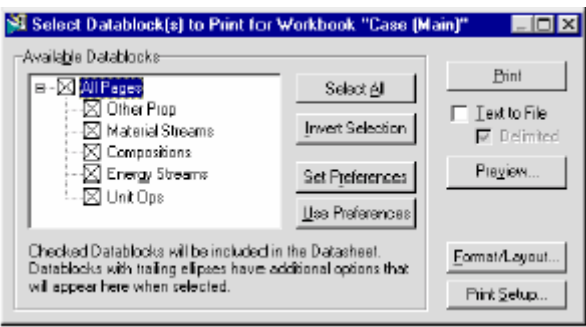 Select Datablock(s) to Print for Workbook "Case (Main)"
Available Datablocks
All Pages
Other Prop
Material Streams
Compositions
Energy Streams
Unit Ops
Select All
Invert Selection
Set Preferences
Use Preferences
Checked Datablocks will be included in the Datasheet.
Datablocks with trailing ellipses have additional options that
will appear here when selected.
Print
Text to File
Delimited
Preview...
Format/Layout...
Print Setup...